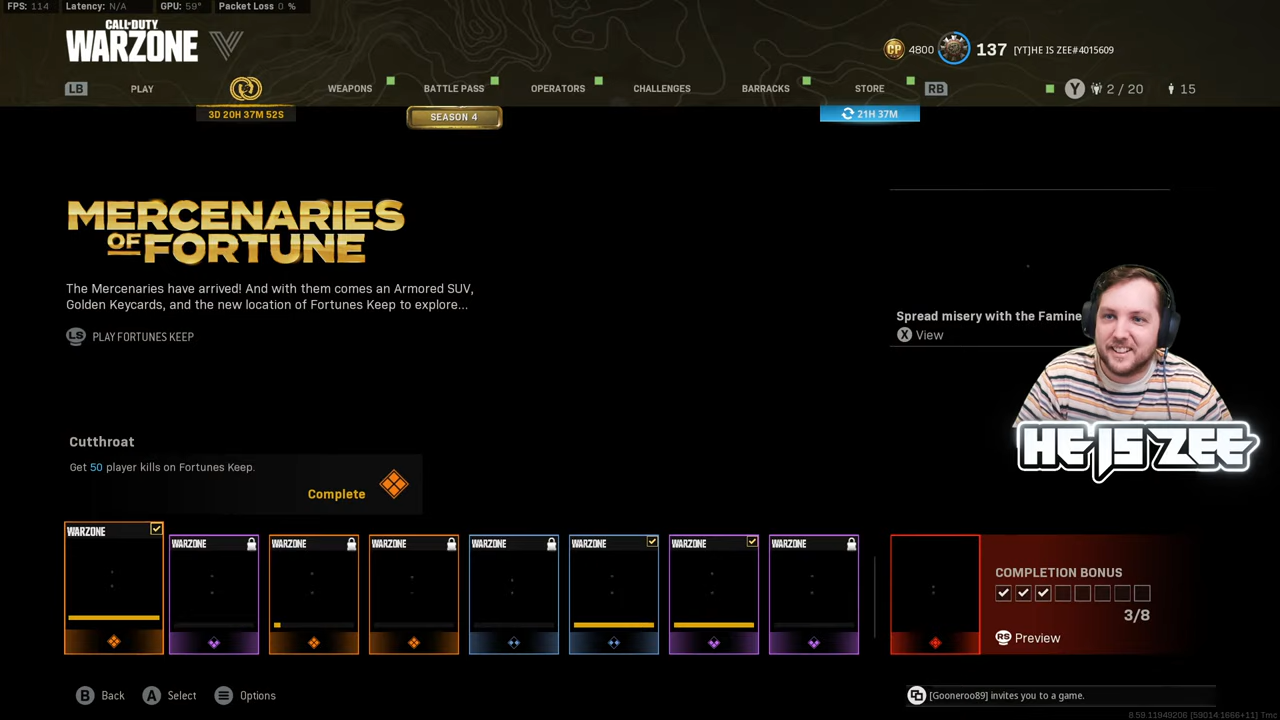 FPS: 114 Latency: N/A GPU: 59° Packet Loss 0 %
CALL OF DUTY
WARZONE
CP 4800 137 [YT]HE IS ZEE#4015609
LB PLAY WEAPONS BATTLE PASS OPERATORS CHALLENGES BARRACKS STORE RB Y 2 / 20 15
3D 20H 37M 52S SEASON 4 21H 37M
MERCENARIES
OF FORTUNE
The Mercenaries have arrived! And with them comes an Armored SUV,
Golden Keycards, and the new location of Fortunes Keep to explore...
LS PLAY FORTUNES KEEP
Spread misery with the Famine
X View
HE IS ZEE
Cutthroat
Get 50 player kills on Fortunes Keep.
Complete
WARZONE WARZONE WARZONE WARZONE WARZONE WARZONE WARZONE WARZONE
COMPLETION BONUS
3/8
RS Preview
B Back A Select Options
[Gooneroo89] invites you to a game.